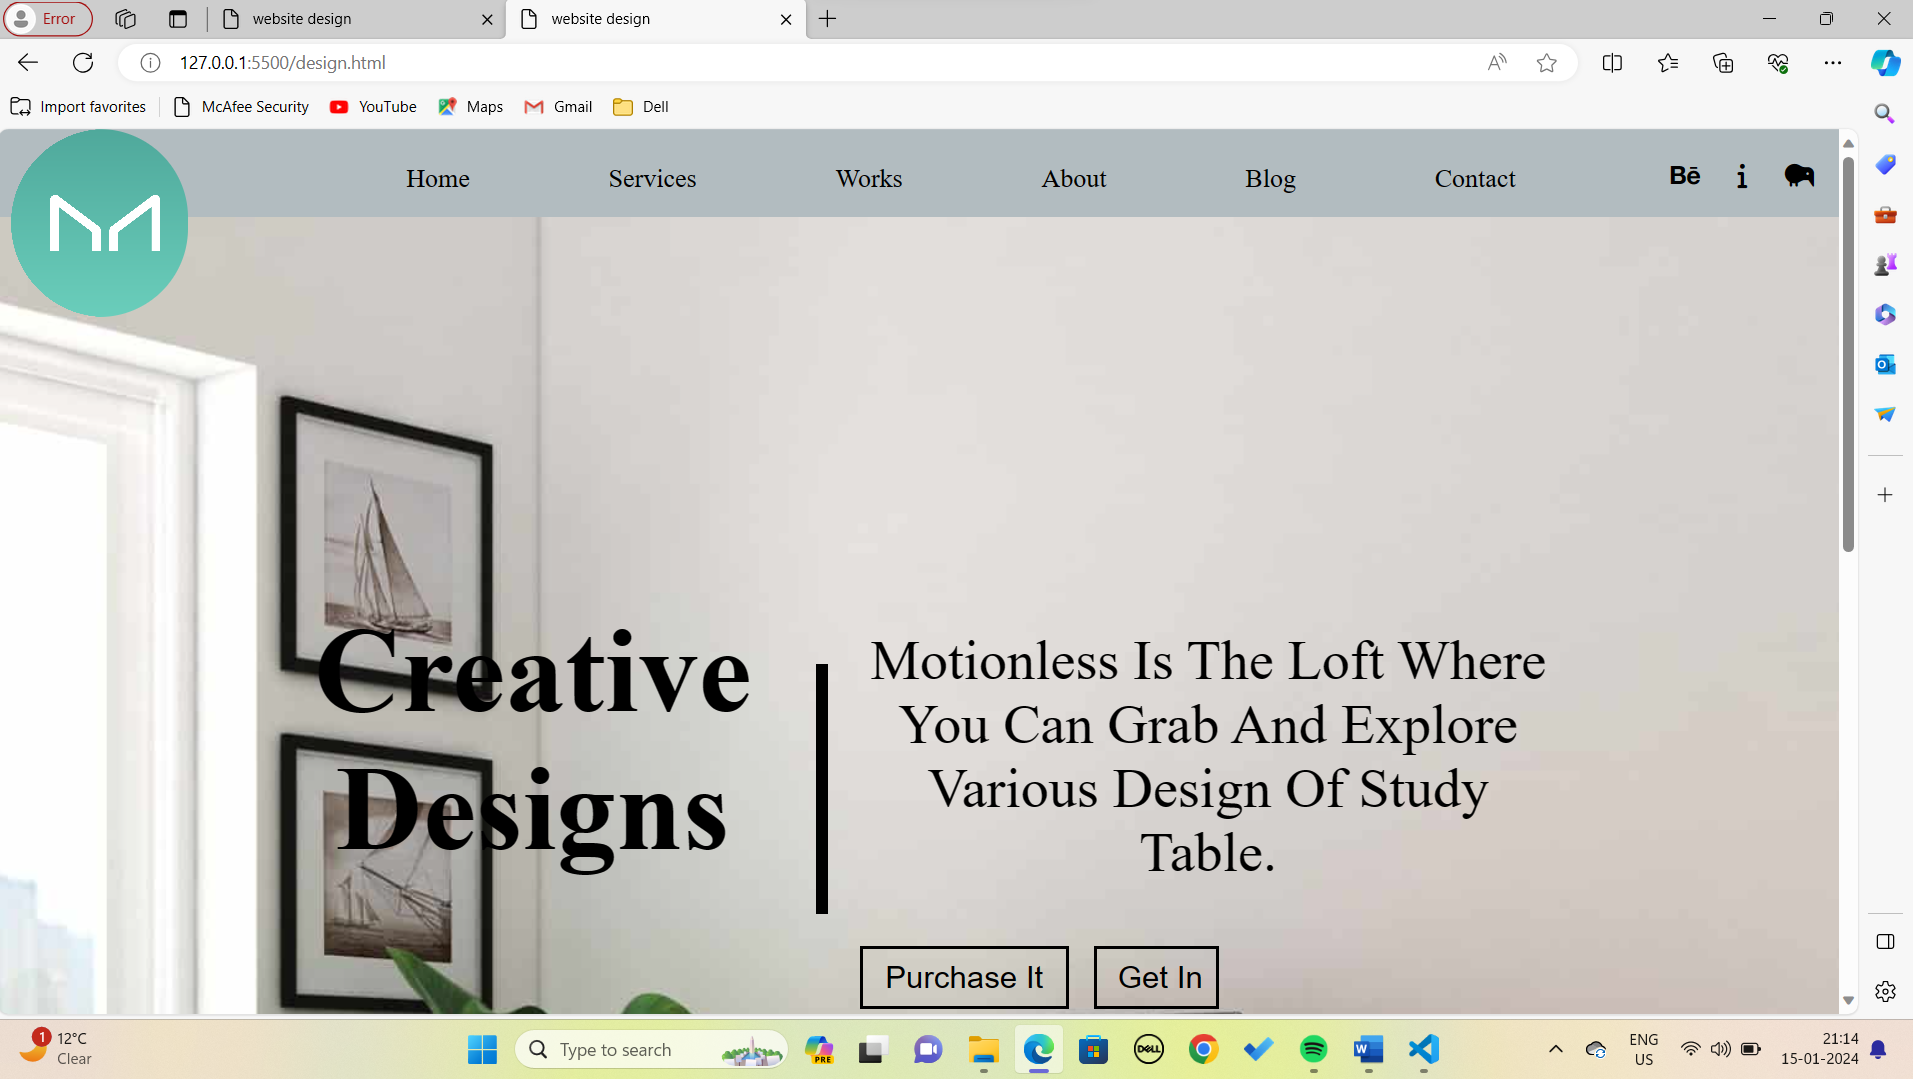 Error
website design
website design
127.0.0.1:5500/design.html
Import favorites
McAfee Security
YouTube
Maps
Gmail
Dell
Home
Services
Works
About
Blog
Contact
Bē
i
Creative
Designs
Motionless Is The Loft Where
You Can Grab And Explore
Various Design Of Study
Table.
Purchase It
Get In
1
12°C
Clear
Type to search
PRE
DELL
ENG
US
21:14
15-01-2024